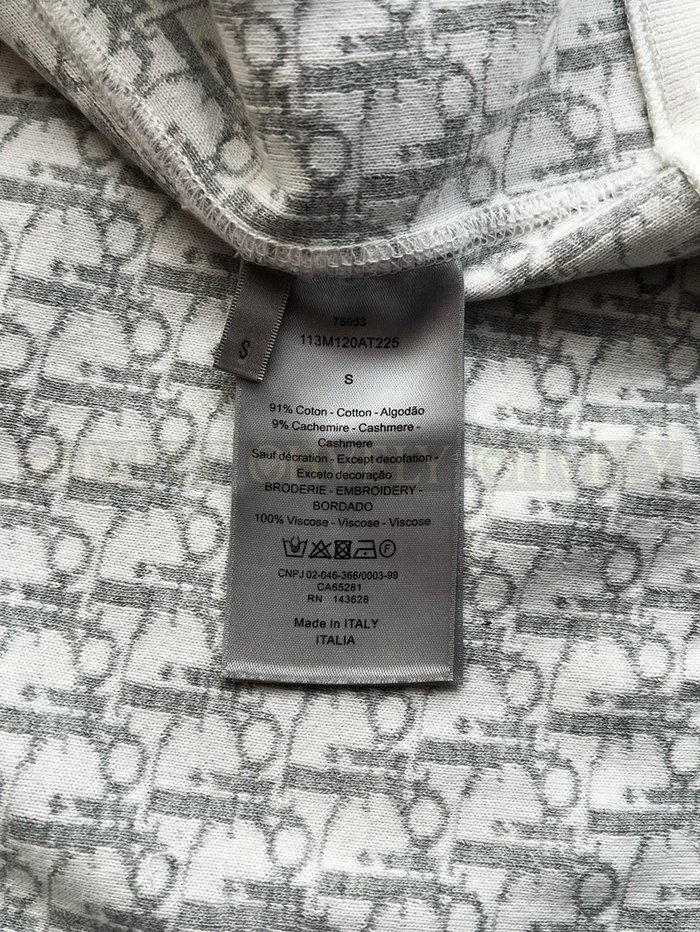 S
75953
113M120AT225
S
91% Coton - Cotton - Algodão
9% Cachemire - Cashmere -
Cashmere
Sauf décration - Except decofation -
Exceto decoração
BRODERIE - EMBROIDERY -
BORDADO
100% Viscose - Viscose - Viscose
CNPJ 02-046-366/0003-99
CA65281
RN 143628
Made In ITALY
ITALIA